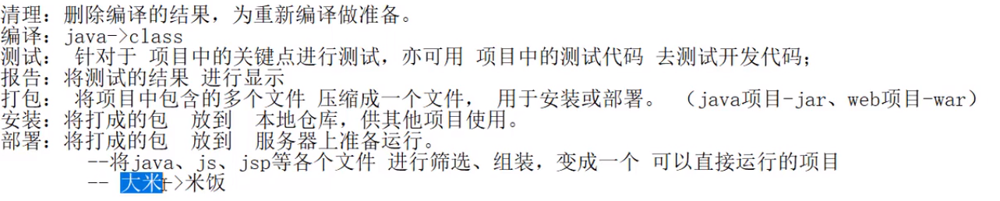 清理：删除编译的结果，为重新编译做准备。
编译：java->class
测试： 针对于 项目中的关键点进行测试，亦可用 项目中的测试代码 去测试开发代码；
报告：将测试的结果 进行显示
打包： 将项目中包含的多个文件 压缩成一个文件， 用于安装或部署。 （java项目-jar、web项目-war）
安装：将打成的包  放到  本地仓库，供其他项目使用。
部署：将打成的包  放到  服务器上准备运行。
--将java、js、jsp等各个文件 进行筛选、组装，变成一个 可以直接运行的项目
-- 大米->米饭